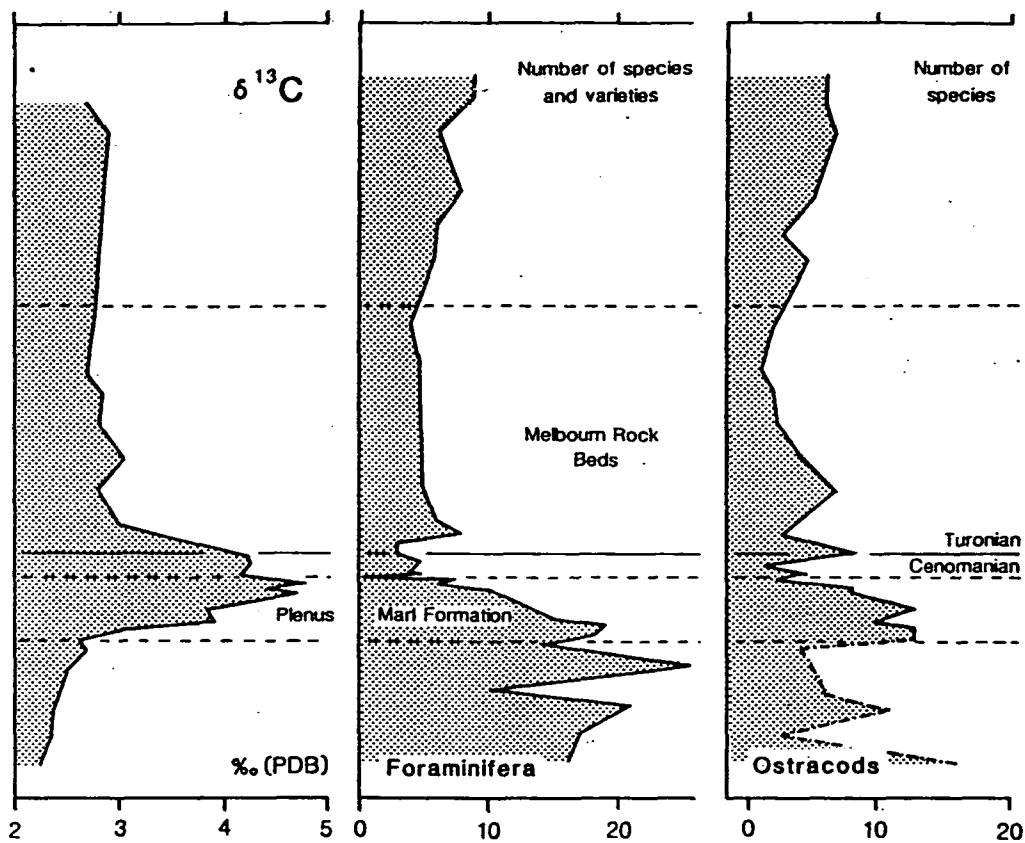 δ ¹³C
Number of species
and varieties
Number of
species
Melbourn Rock
Beds
Turonian
Cenomanian
Plenus
Marl Formation
‰ (PDB)
Foraminifera
Ostracods
2 3 4 5
0 10 20
0 10 20